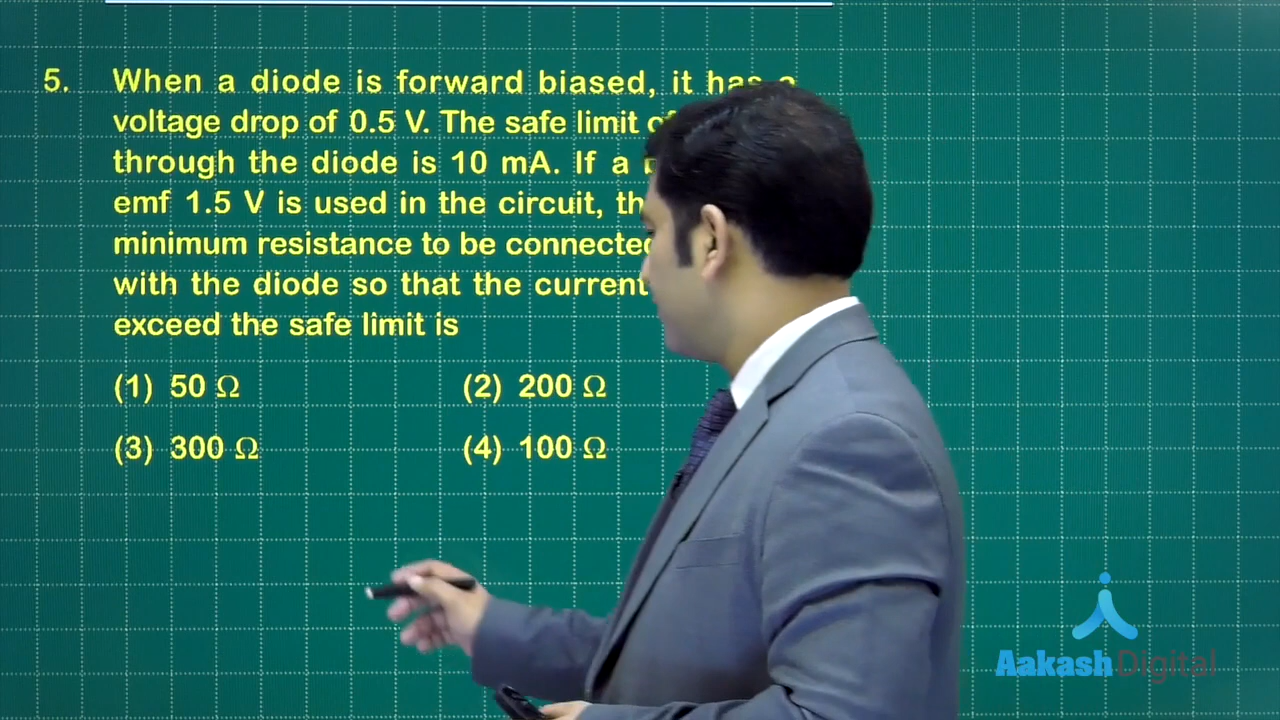 5. When a diode is forward biased, it has a
voltage drop of 0.5 V. The safe limit of
through the diode is 10 mA. If a
emf 1.5 V is used in the circuit, the
minimum resistance to be connected
with the diode so that the current
exceed the safe limit is
(1) 50 Ω (2) 200 Ω
(3) 300 Ω (4) 100 Ω
Aakash Digital